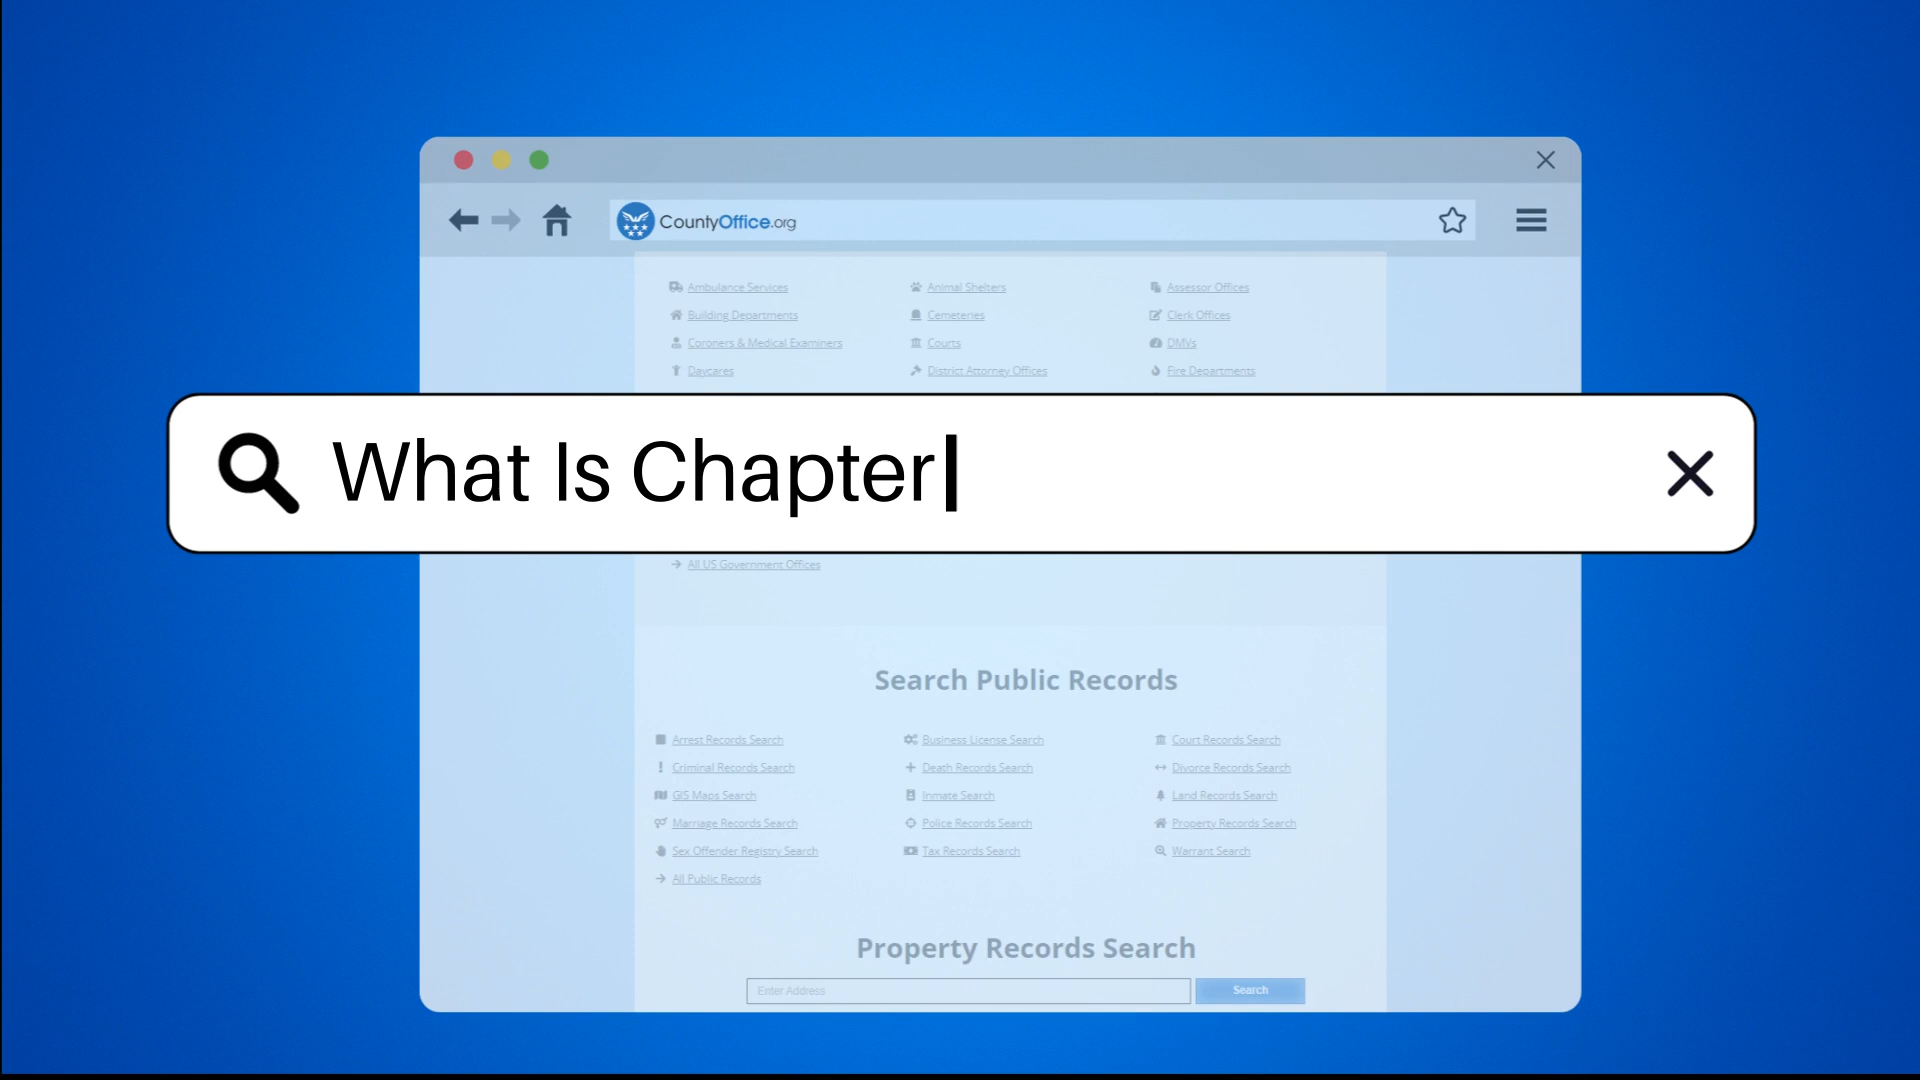 CountyOffice.org
Ambulance Services Animal Shelters Assessor Offices
Building Departments Cemeteries Clerk Offices
Coroners & Medical Examiners Courts DMVs
Daycares District Attorney Offices Fire Departments
What Is Chapter
All US Government Offices
Search Public Records
Arrest Records Search Business License Search Court Records Search
Criminal Records Search Death Records Search Divorce Records Search
GIS Maps Search Inmate Search Land Records Search
Marriage Records Search Police Records Search Property Records Search
Sex Offender Registry Search Tax Records Search Warrant Search
All Public Records
Property Records Search
Enter Address Search